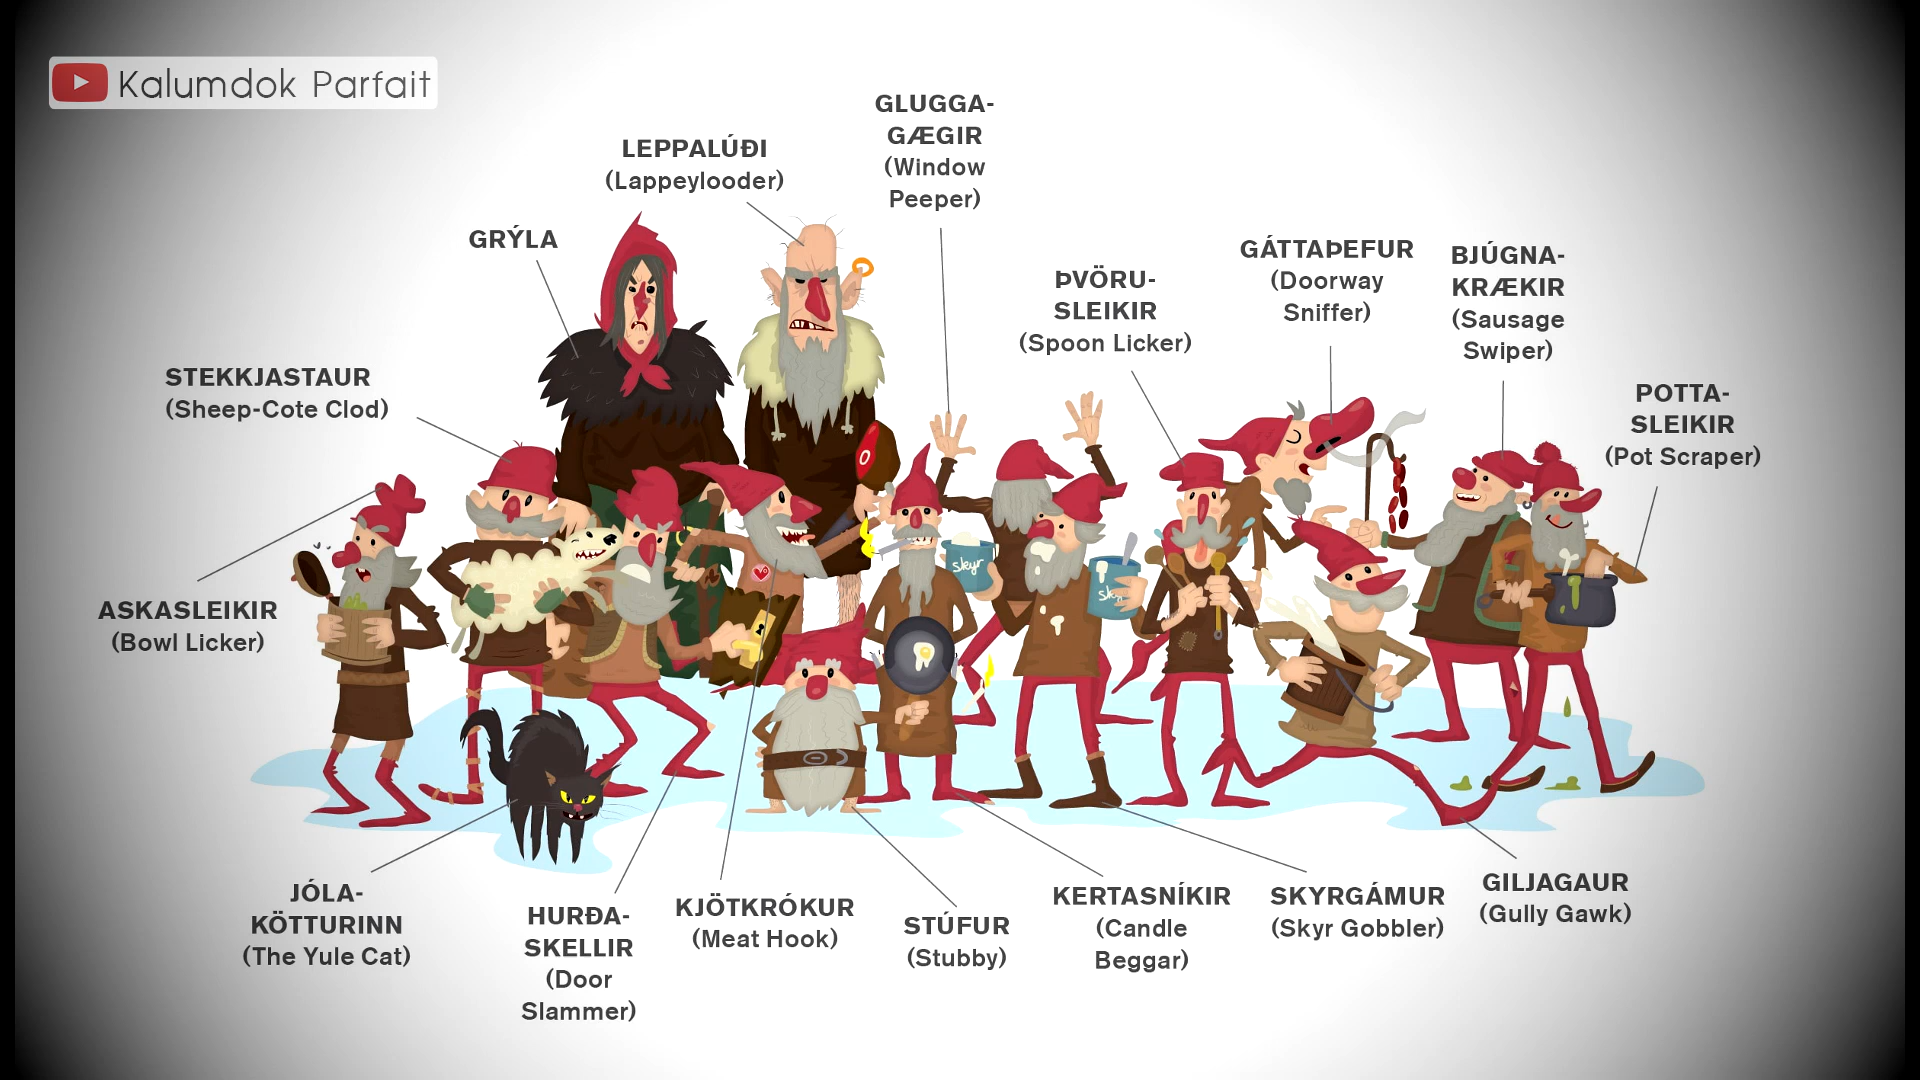 Kalumdok Parfait
GLUGGA-
GÆGIR
(Window
Peeper)
LEPPALÚÐI
(Lappeylooder)
GRÝLA
GÁTTAÞEFUR
(Doorway
Sniffer)
BJÚGNA-
KRÆKIR
(Sausage
Swiper)
ÞVÖRU-
SLEIKIR
(Spoon Licker)
STEKKJASTAUR
(Sheep-Cote Clod)
POTTA-
SLEIKIR
(Pot Scraper)
Skyr
ASKASLEIKIR
(Bowl Licker)
JÓLA-
KÖTTURINN
(The Yule Cat)
HURÐA-
SKELLIR
(Door
Slammer)
KJÖTKRÓKUR
(Meat Hook)
STÚFUR
(Stubby)
KERTASNÍKIR
(Candle
Beggar)
SKYRGÁMUR
(Skyr Gobbler)
GILJAGAUR
(Gully Gawk)